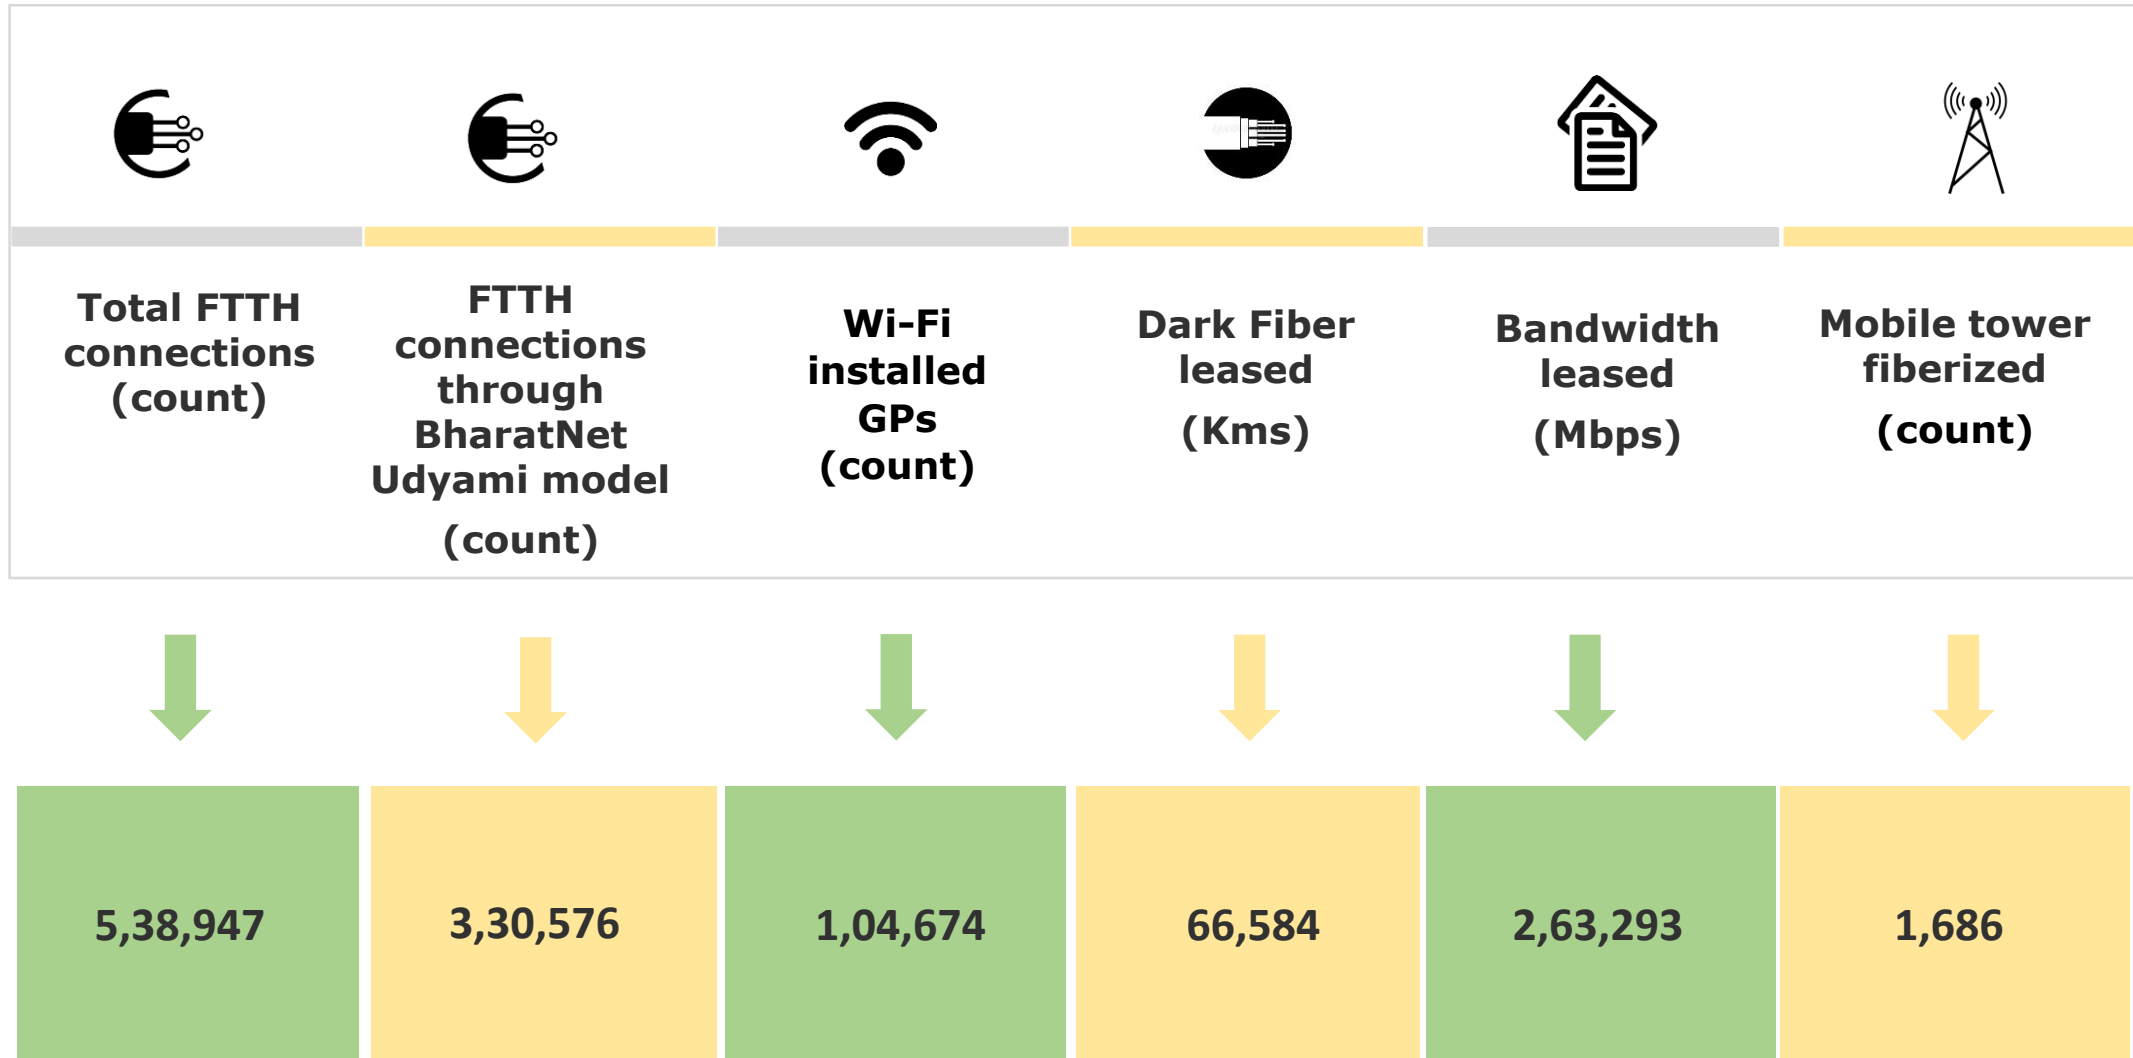 Total FTTH
connections
(count)
FTTH
connections
through
BharatNet
Udyami model
(count)
Wi-Fi
installed
GPs
(count)
Dark Fiber
leased
(Kms)
Bandwidth
leased
(Mbps)
Mobile tower
fiberized
(count)
5,38,947
3,30,576
1,04,674
66,584
2,63,293
1,686